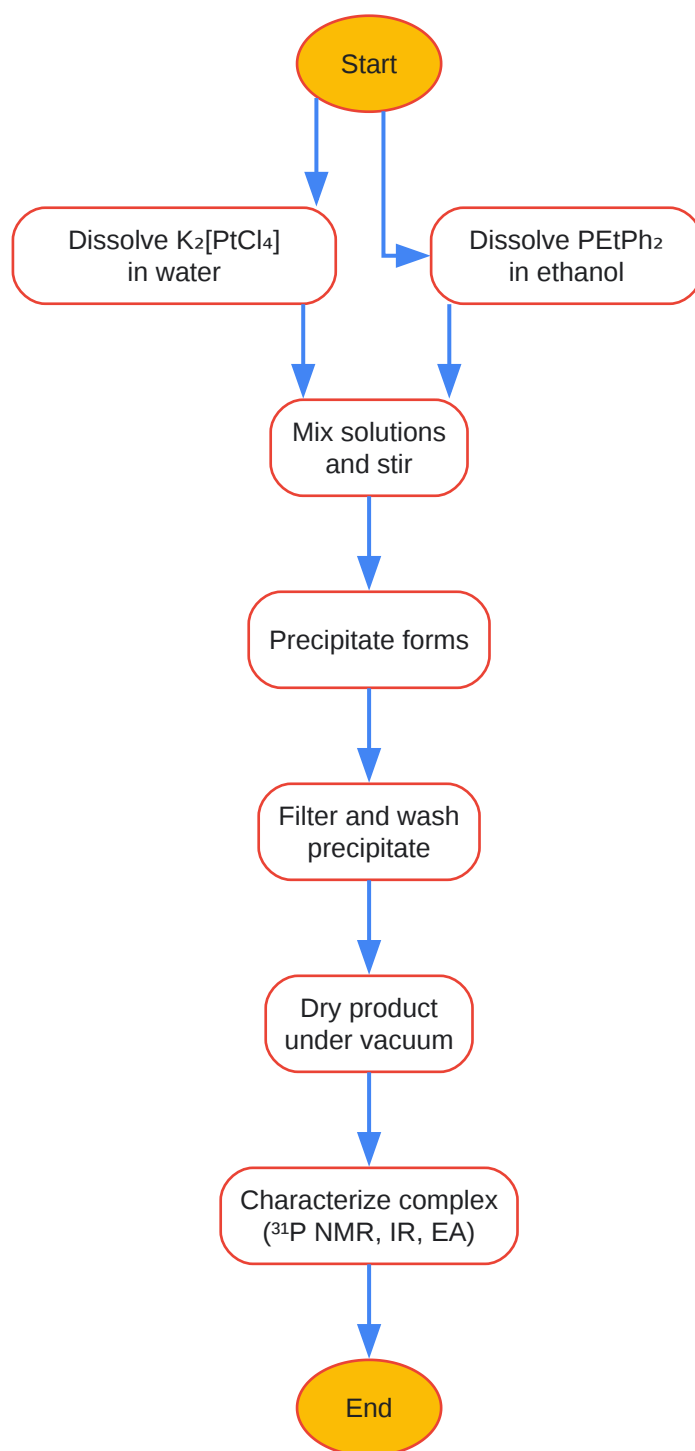 Start
Dissolve K₂[PtCl₄]
in water
Dissolve PEtPh₂
in ethanol
Mix solutions
and stir
Precipitate forms
Filter and wash
precipitate
Dry product
under vacuum
Characterize complex
(³¹P NMR, IR, EA)
End